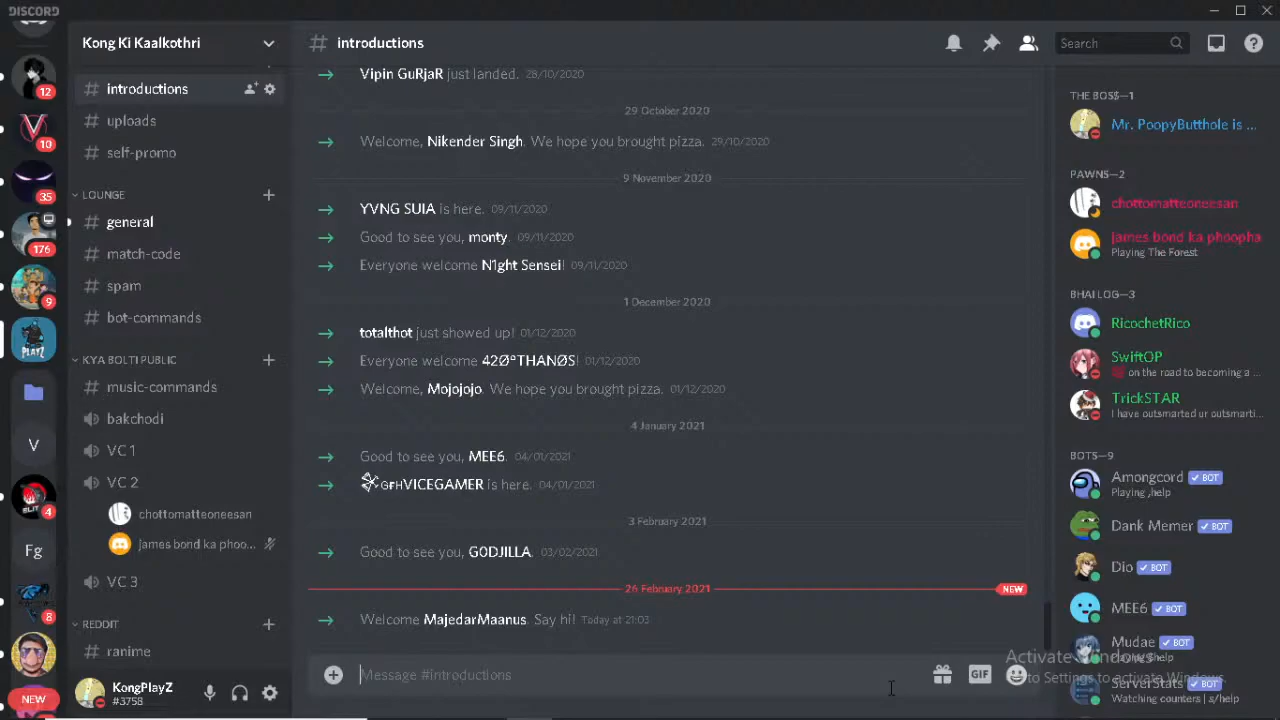 DISCORD
12
10
35
176
9
PLAYZ
V
ELIT
4
Fg
8
NEW
Kong Ki Kaalkothri
# introductions
# uploads
# self-promo
LOUNGE
# general
# match-code
# spam
# bot-commands
KYA BOLTI PUBLIC
# music-commands
bakchodi
VC 1
VC 2
chottomatteoneesan
james bond ka phoo...
VC 3
REDDIT
# ranime
KongPlayZ
#3758
# introductions
Search
Vipin GuRjaR just landed. 28/10/2020
29 October 2020
Welcome, Nikender Singh. We hope you brought pizza. 29/10/2020
9 November 2020
YVNG SUIA is here. 09/11/2020
Good to see you, monty. 09/11/2020
Everyone welcome N1ght Sensei! 09/11/2020
1 December 2020
totalthot just showed up! 01/12/2020
Everyone welcome 42ذªTHANØS! 01/12/2020
Welcome, Mojojojo. We hope you brought pizza. 01/12/2020
4 January 2021
Good to see you, MEE6. 04/01/2021
GFHVICEGAMER is here. 04/01/2021
3 February 2021
Good to see you, GODJILLA. 03/02/2021
26 February 2021
NEW
Welcome MajedarMaanus. Say hi! Today at 21:03
Message #introductions
GIF
THE BO$$—1
Mr. PoopyButthole is ...
PAWNS—2
chottomatteoneesan
james bond ka phoopha
Playing The Forest
BHAI LOG—3
RicochetRico
SwiftOP
on the road to becoming a ...
TrickSTAR
I have outsmarted ur outsmarti...
BOTS—9
Amongcord BOT
Playing ,help
Dank Memer BOT
Dio BOT
MEE6 BOT
Mudae BOT
ServerStats BOT
Watching counters | s/help
Activate Windows
Go to Settings to activate Windows.